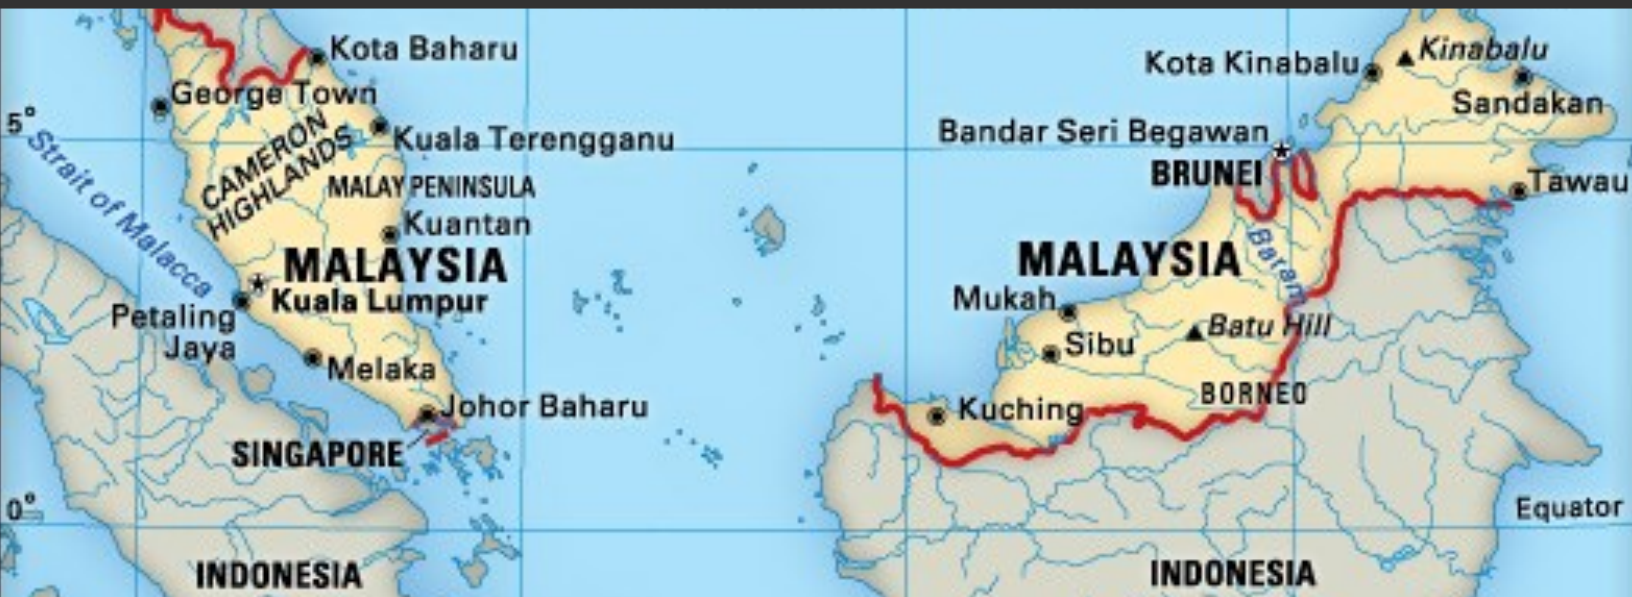 Kota Baharu
George Town
5°
Strait of Malacca
CAMERON
HIGHLANDS
Kuala Terengganu
MALAY PENINSULA
Kuantan
MALAYSIA
Kuala Lumpur
Petaling
Jaya
Melaka
Johor Baharu
SINGAPORE
0°
INDONESIA
Kota Kinabalu
Kinabalu
Sandakan
Bandar Seri Begawan
BRUNEI
Tawau
Baram
MALAYSIA
Mukah
Sibu
Batu Hill
BORNEO
Kuching
Equator
INDONESIA